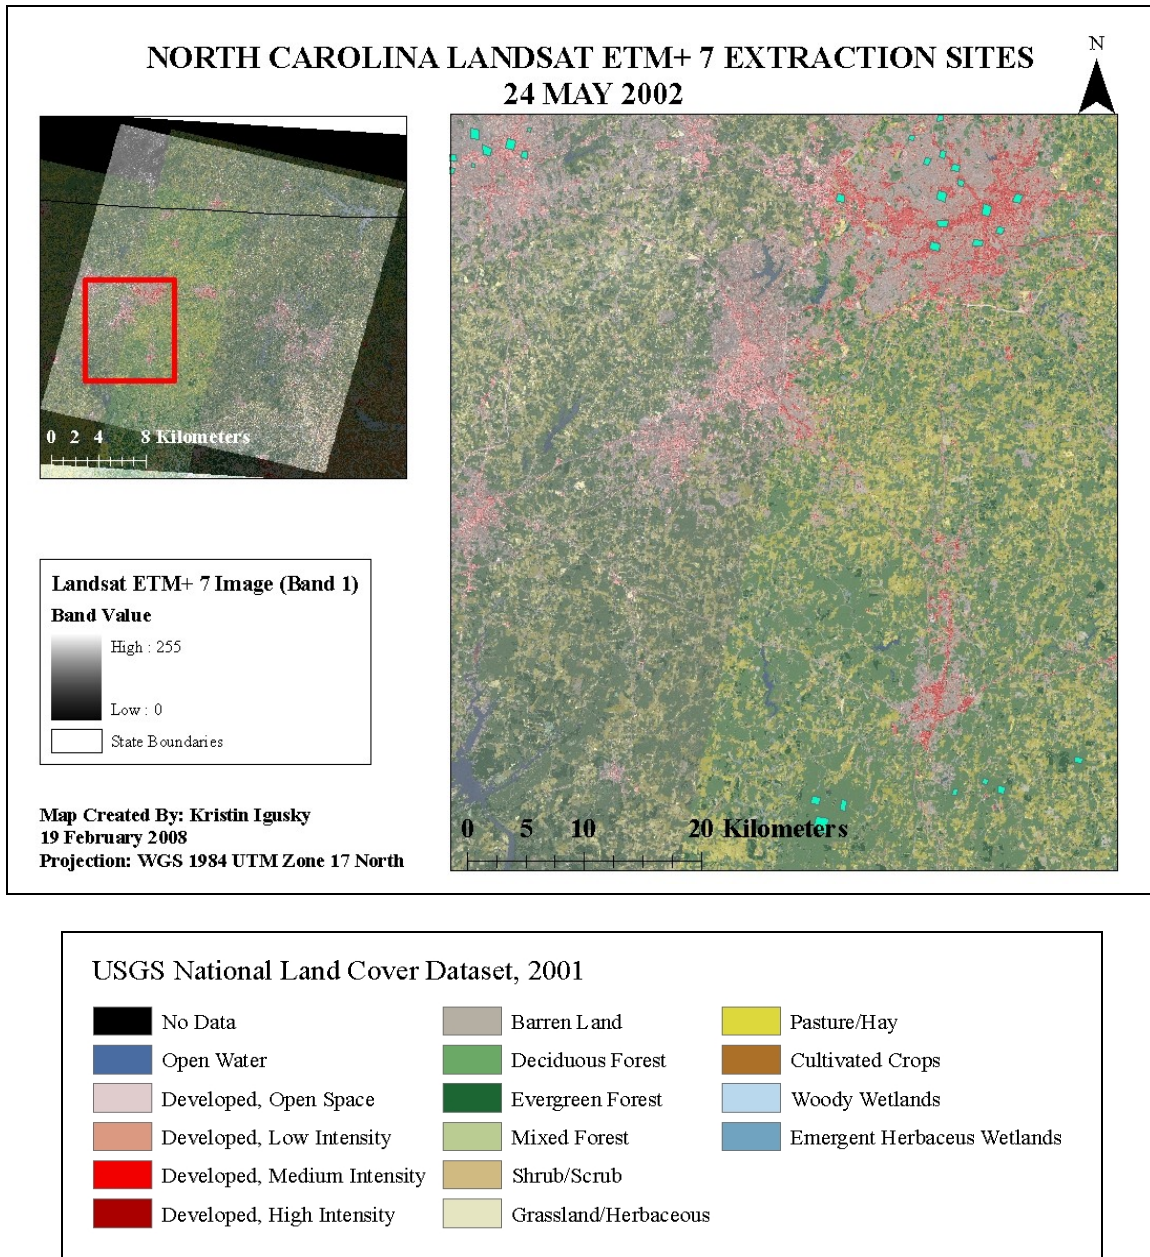 NORTH CAROLINA LANDSAT ETM+ 7 EXTRACTION SITES
24 MAY 2002
N
0 2 4 8 Kilometers
Landsat ETM+ 7 Image (Band 1)
Band Value
High : 255
Low : 0
State Boundaries
Map Created By: Kristin Igusky
19 February 2008
Projection: WGS 1984 UTM Zone 17 North
0 5 10 20 Kilometers
USGS National Land Cover Dataset, 2001
No Data
Open Water
Developed, Open Space
Developed, Low Intensity
Developed, Medium Intensity
Developed, High Intensity
Barren Land
Deciduous Forest
Evergreen Forest
Mixed Forest
Shrub/Scrub
Grassland/Herbaceous
Pasture/Hay
Cultivated Crops
Woody Wetlands
Emergent Herbaceus Wetlands